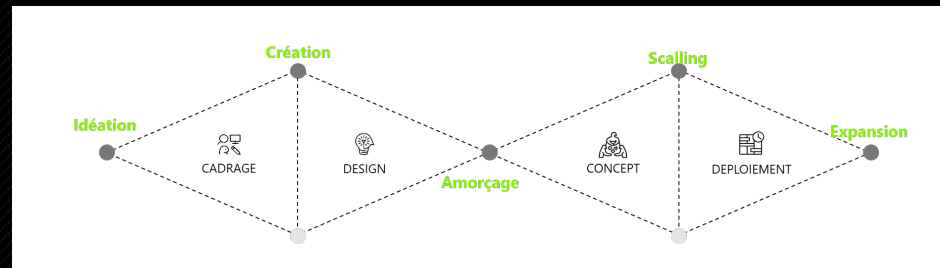 Création
Scalling
Idéation
Expansion
CADRAGE
DESIGN
CONCEPT
DEPLOIEMENT
Amorçage